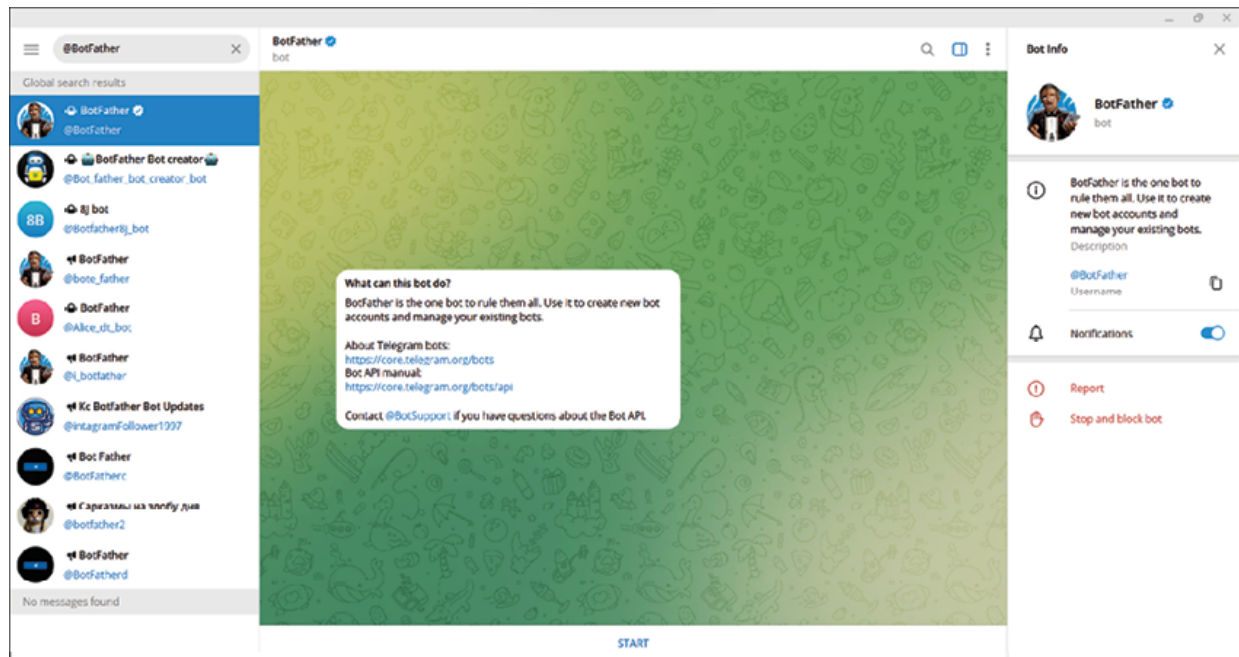 @BotFather
Global search results
BotFather
@BotFather
BotFather Bot creator
@Bot_father_bot_creator_bot
8B
8J bot
@Botfather8j_bot
BotFather
@bote_father
B
BotFather
@Alice_dt_bot
BotFather
@i_botfather
Kc Botfather Bot Updates
@intagramFollower1997
Bot Father
@BotFatherc
Сарказмы на злобу дня
@botfather2
BotFather
@BotFatherd
No messages found
BotFather
bot
What can this bot do?
BotFather is the one bot to rule them all. Use it to create new bot
accounts and manage your existing bots.
About Telegram bots:
https://core.telegram.org/bots
Bot API manual:
https://core.telegram.org/bots/api
Contact @BotSupport if you have questions about the Bot API.
START
Bot Info
BotFather
bot
BotFather is the one bot to
rule them all. Use it to create
new bot accounts and
manage your existing bots.
Description
@BotFather
Username
Notifications
Report
Stop and block bot